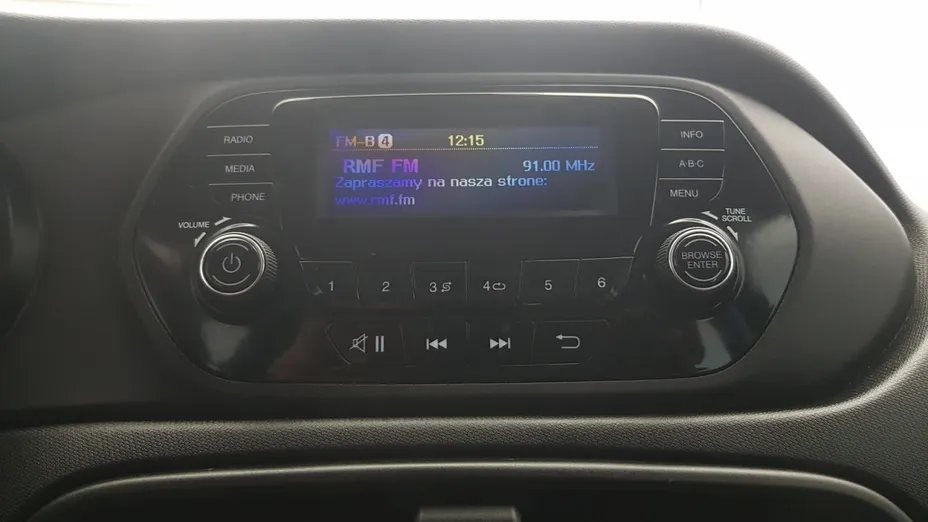 RADIO
MEDIA
PHONE
VOLUME
FM-B 4 12:15
RMF FM 91.00 MHz
Zapraszamy na nasza strone:
www.rmf.fm
INFO
A·B·C
MENU
TUNE
SCROLL
BROWSE
ENTER
1 2 3 4 5 6